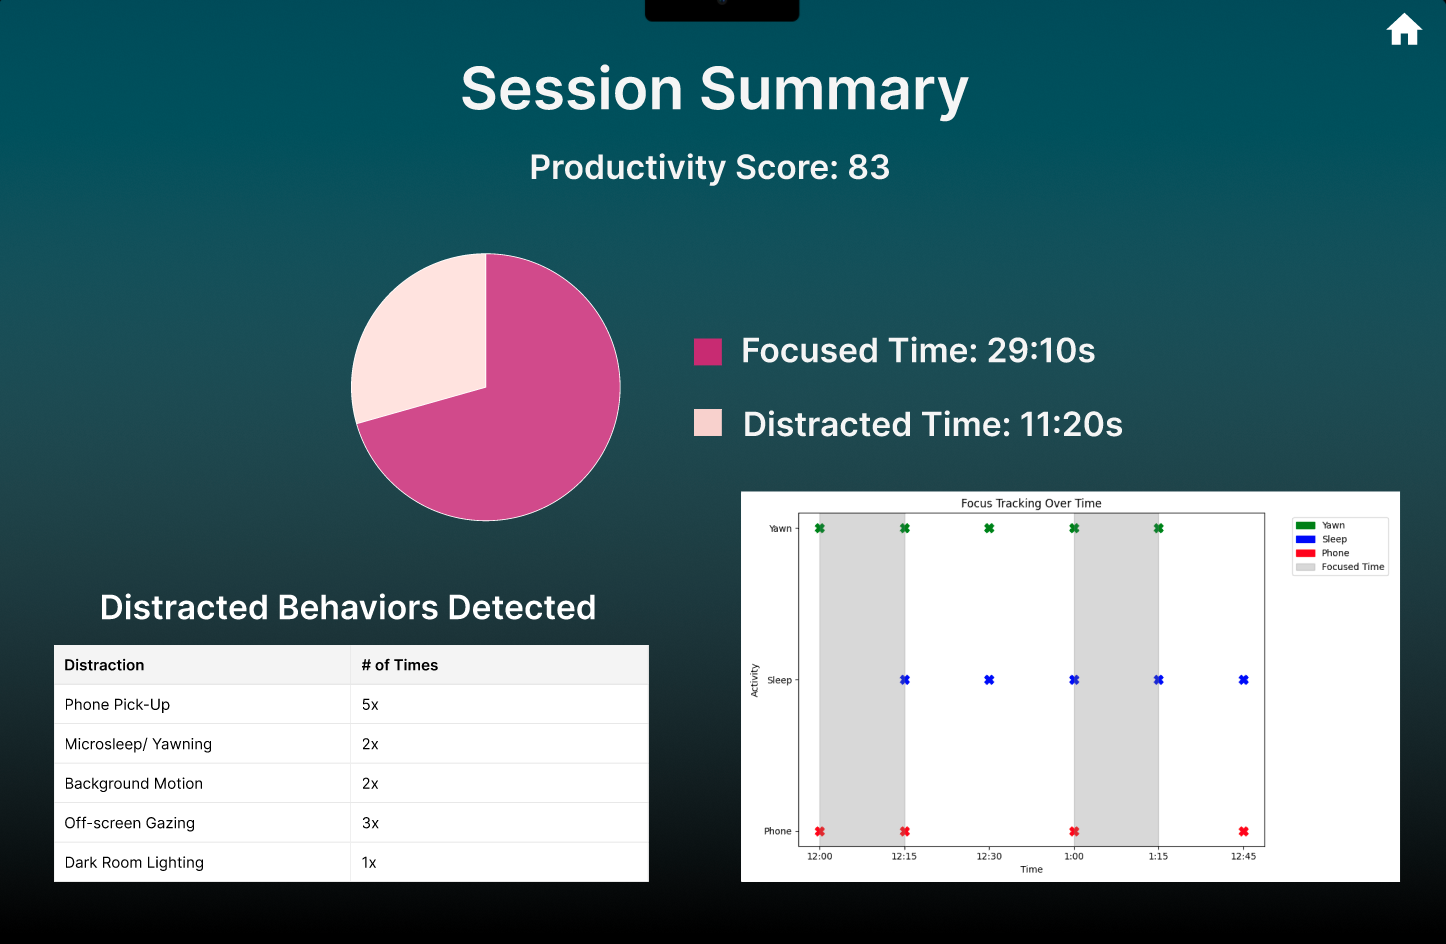 Session Summary
Productivity Score: 83
Focused Time: 29:10s
Distracted Time: 11:20s
Distracted Behaviors Detected
Distraction # of Times
Phone Pick-Up 5x
Microsleep/ Yawning 2x
Background Motion 2x
Off-screen Gazing 3x
Dark Room Lighting 1x
Focus Tracking Over Time
Yawn
Sleep
Phone
Activity
12:00 12:15 12:30 1:00 1:15 12:45
Time
Yawn
Sleep
Phone
Focused Time